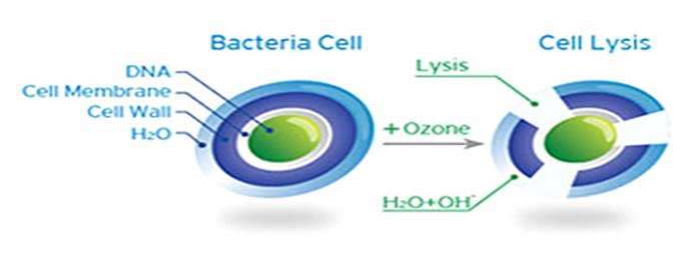 Bacteria Cell
DNA
Cell Membrane
Cell Wall
H₂O
+ Ozone
Cell Lysis
Lysis
H₂O+OH⁻